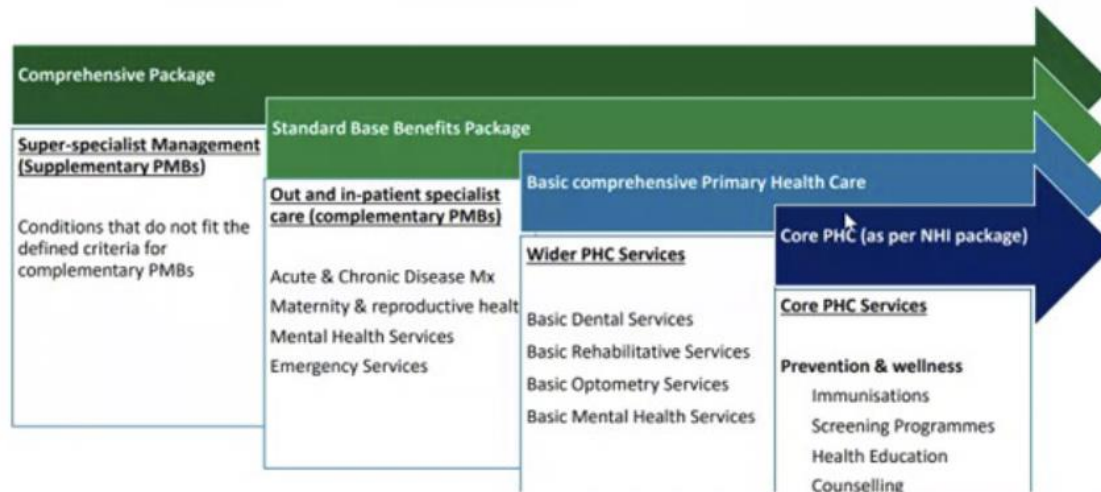 Comprehensive Package
Super-specialist Management
(Supplementary PMBs)
Conditions that do not fit the
defined criteria for
complementary PMBs
Standard Base Benefits Package
Out and in-patient specialist
care (complementary PMBs)
Acute & Chronic Disease Mx
Maternity & reproductive healt
Mental Health Services
Emergency Services
Basic comprehensive Primary Health Care
Wider PHC Services
Basic Dental Services
Basic Rehabilitative Services
Basic Optometry Services
Basic Mental Health Services
Core PHC (as per NHI package)
Core PHC Services
Prevention & wellness
Immunisations
Screening Programmes
Health Education
Counselling